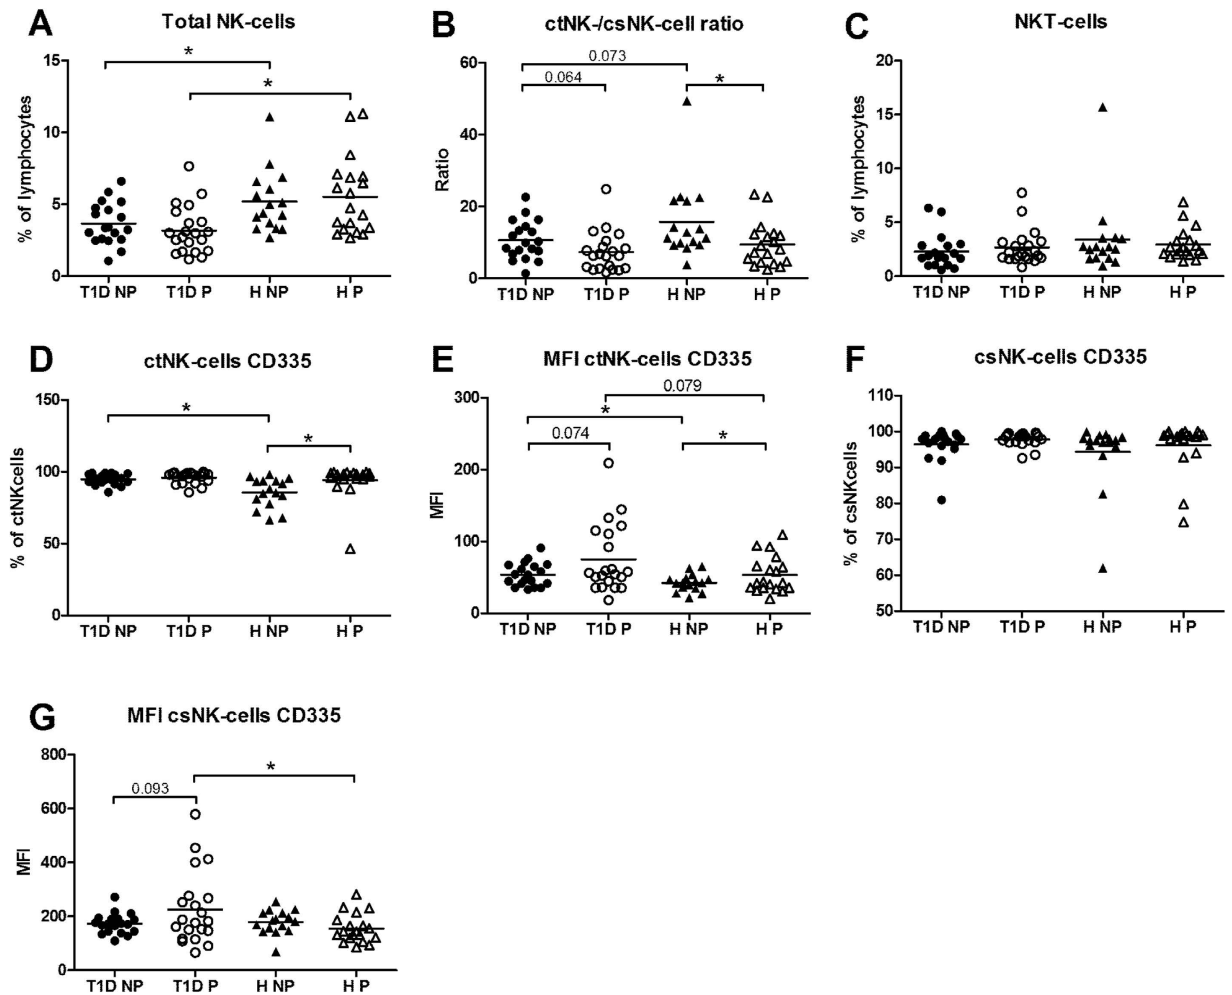 A
Total NK-cells
% of lymphocytes
15
10
5
0
*
*
T1D NP
T1D P
H NP
H P
B
ctNK-/csNK-cell ratio
Ratio
60
40
20
0
0.073
0.064
*
T1D NP
T1D P
H NP
H P
C
NKT-cells
% of lymphocytes
20
15
10
5
0
T1D NP
T1D P
H NP
H P
D
ctNK-cells CD335
% of ctNKcells
150
100
50
0
*
*
T1D NP
T1D P
H NP
H P
E
MFI ctNK-cells CD335
MFI
300
200
100
0
0.079
*
0.074
*
T1D NP
T1D P
H NP
H P
F
csNK-cells CD335
% of csNKcells
110
100
90
80
70
60
50
T1D NP
T1D P
H NP
H P
G
MFI csNK-cells CD335
MFI
800
600
400
200
0
*
0.093
T1D NP
T1D P
H NP
H P